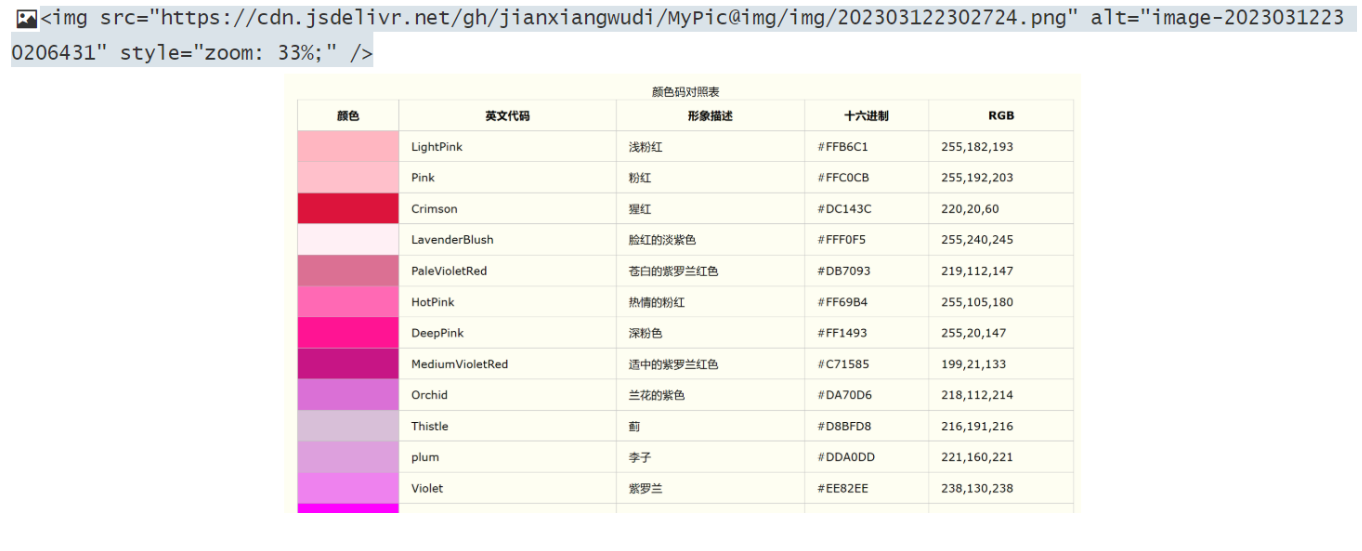 <img src="https://cdn.jsdelivr.net/gh/jianxiangwudi/MyPic@img/img/202303122302724.png" alt="image-2023031223
0206431" style="zoom: 33%;" />
颜色码对照表
颜色 英文代码 形象描述 十六进制 RGB
LightPink 浅粉红 #FFB6C1 255,182,193
Pink 粉红 #FFC0CB 255,192,203
Crimson 猩红 #DC143C 220,20,60
LavenderBlush 脸红的淡紫色 #FFF0F5 255,240,245
PaleVioletRed 苍白的紫罗兰红色 #DB7093 219,112,147
HotPink 热情的粉红 #FF69B4 255,105,180
DeepPink 深粉色 #FF1493 255,20,147
MediumVioletRed 适中的紫罗兰红色 #C71585 199,21,133
Orchid 兰花的紫色 #DA70D6 218,112,214
Thistle 蓟 #D8BFD8 216,191,216
plum 李子 #DDA0DD 221,160,221
Violet 紫罗兰 #EE82EE 238,130,238